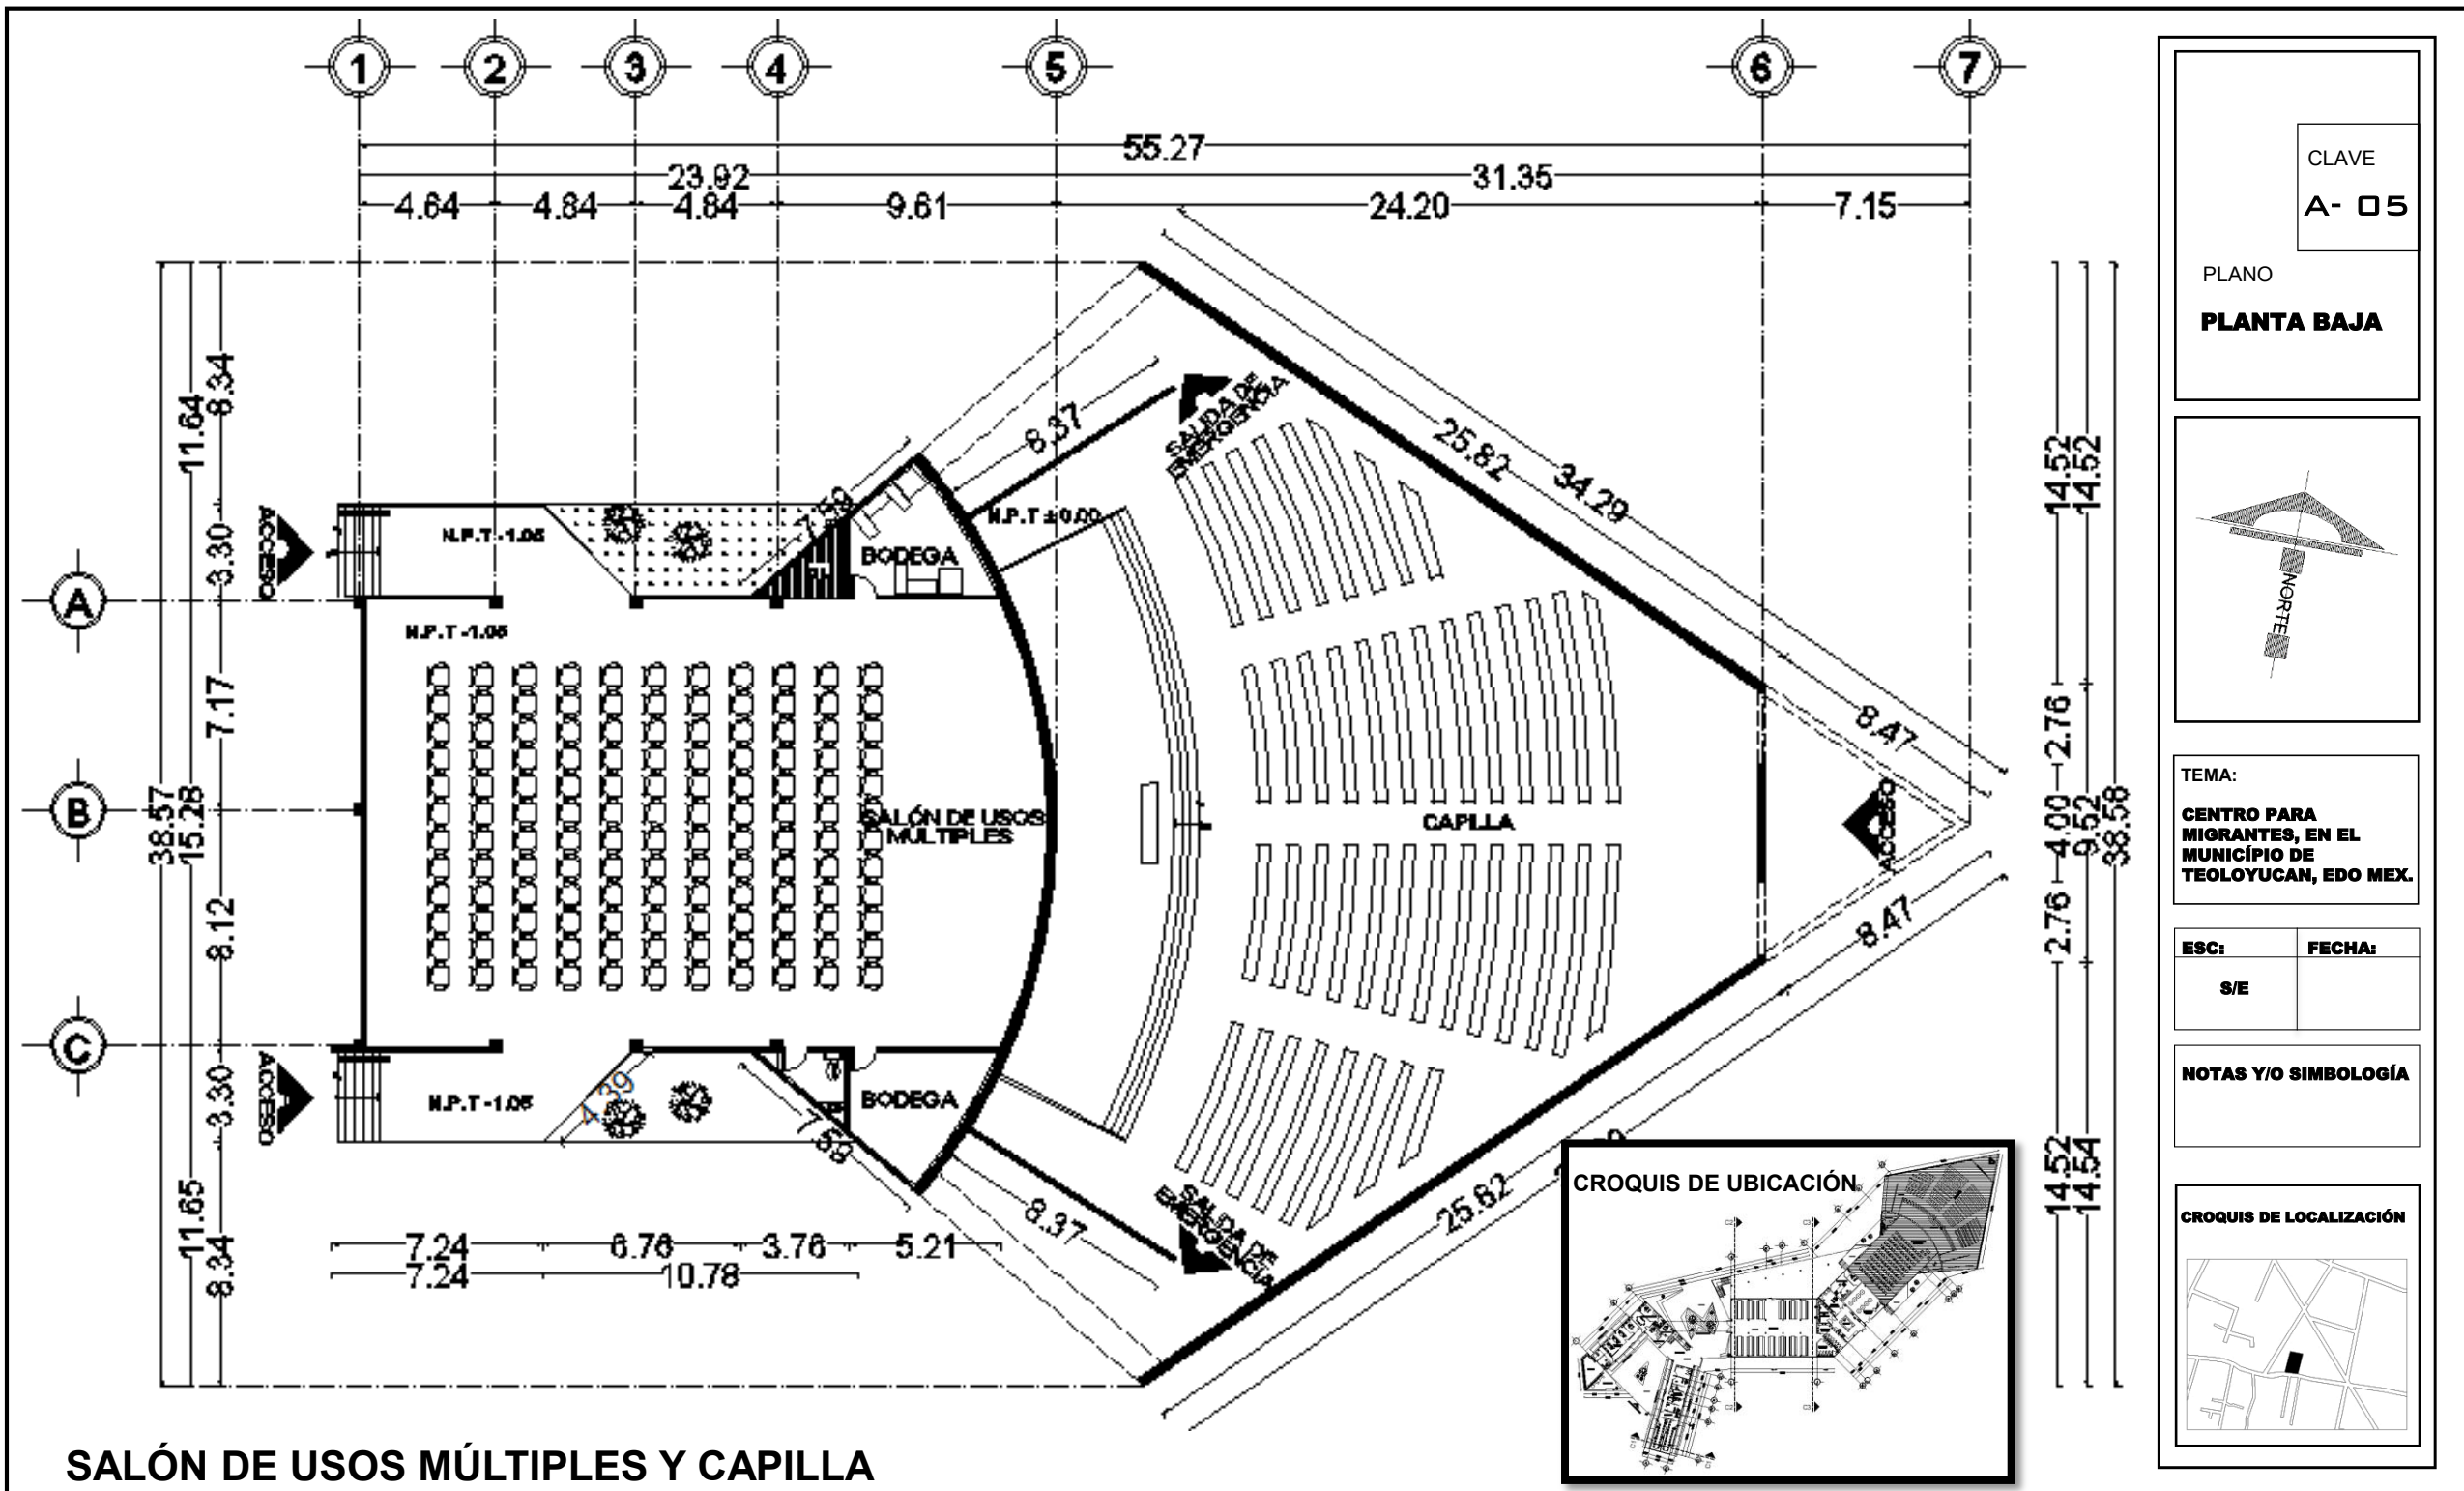 1
2
3
4
5
6
7
55.27
23.92
31.35
4.64
4.84
4.84
9.61
24.20
7.15
A
B
C
38.57
11.64
15.28
11.65
8.34
3.30
7.17
8.12
3.30
8.34
ACCESO
ACCESO
N.P.T -1.05
N.P.T -1.05
N.P.T -1.05
N.P.T ±0.00
BODEGA
BODEGA
7.59
8.37
SALIDA DE
EMERGENCIA
25.82
34.29
8.47
SALÓN DE USOS
MÚLTIPLES
CAPILLA
ACCESO
8.47
25.82
4.39
7.59
8.37
SALIDA DE
EMERGENCIA
7.24
6.76
3.76
5.21
7.24
10.78
14.52
2.76
4.00
2.76
14.52
14.52
9.52
14.54
38.58
CROQUIS DE UBICACIÓN
SALÓN DE USOS MÚLTIPLES Y CAPILLA
CLAVE
A- 05
PLANO
PLANTA BAJA
NORTE
TEMA:
CENTRO PARA
MIGRANTES, EN EL
MUNICÍPIO DE
TEOLOYUCAN, EDO MEX.
ESC:
FECHA:
S/E
NOTAS Y/O SIMBOLOGÍA
CROQUIS DE LOCALIZACIÓN